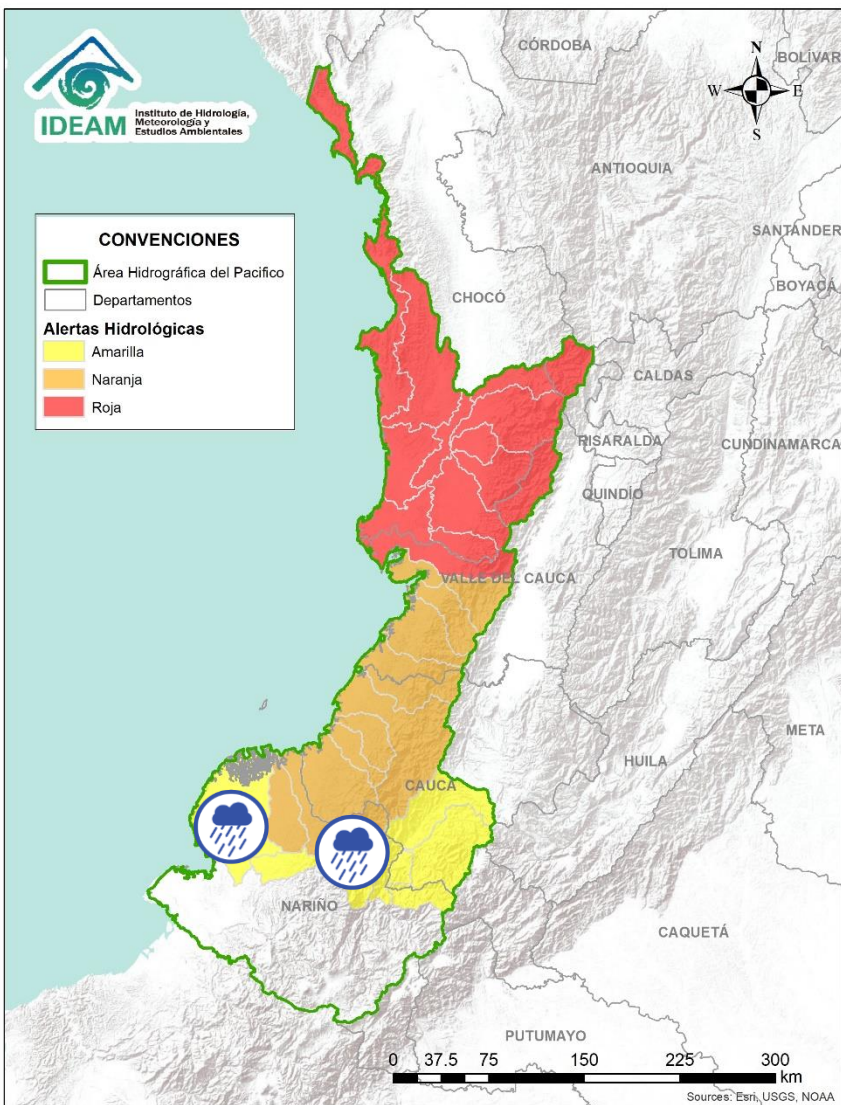 IDEAM
Instituto de Hidrología,
Meteorología y
Estudios Ambientales
CÓRDOBA
BOLÍVAR
N
W
E
S
ANTIOQUIA
SANTANDER
BOYACÁ
CONVENCIONES
Área Hidrográfica del Pacifico
Departamentos
Alertas Hidrológicas
Amarilla
Naranja
Roja
CHOCÓ
CALDAS
RISARALDA
CUNDINAMARCA
QUINDÍO
TOLIMA
VALLE DEL CAUCA
META
HUILA
CAUCA
NARIÑO
CAQUETÁ
PUTUMAYO
0 37.5 75 150 225 300
km
Sources: Esri, USGS, NOAA